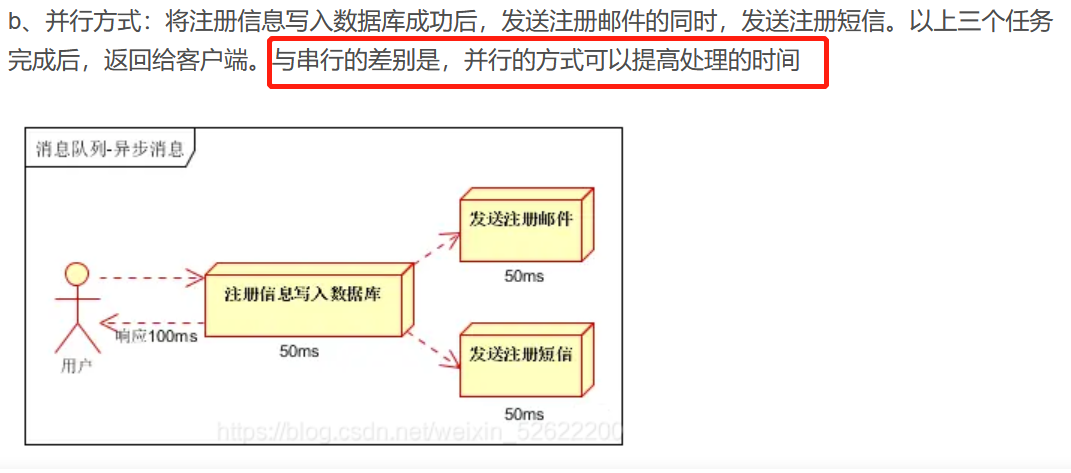 b、并行方式：将注册信息写入数据库成功后，发送注册邮件的同时，发送注册短信。以上三个任务
完成后，返回给客户端。与串行的差别是，并行的方式可以提高处理的时间
消息队列-异步消息
发送注册邮件
50ms
注册信息写入数据库
响应100ms
50ms
用户
发送注册短信
50ms
https://blog.csdn.net/weixin_52622200